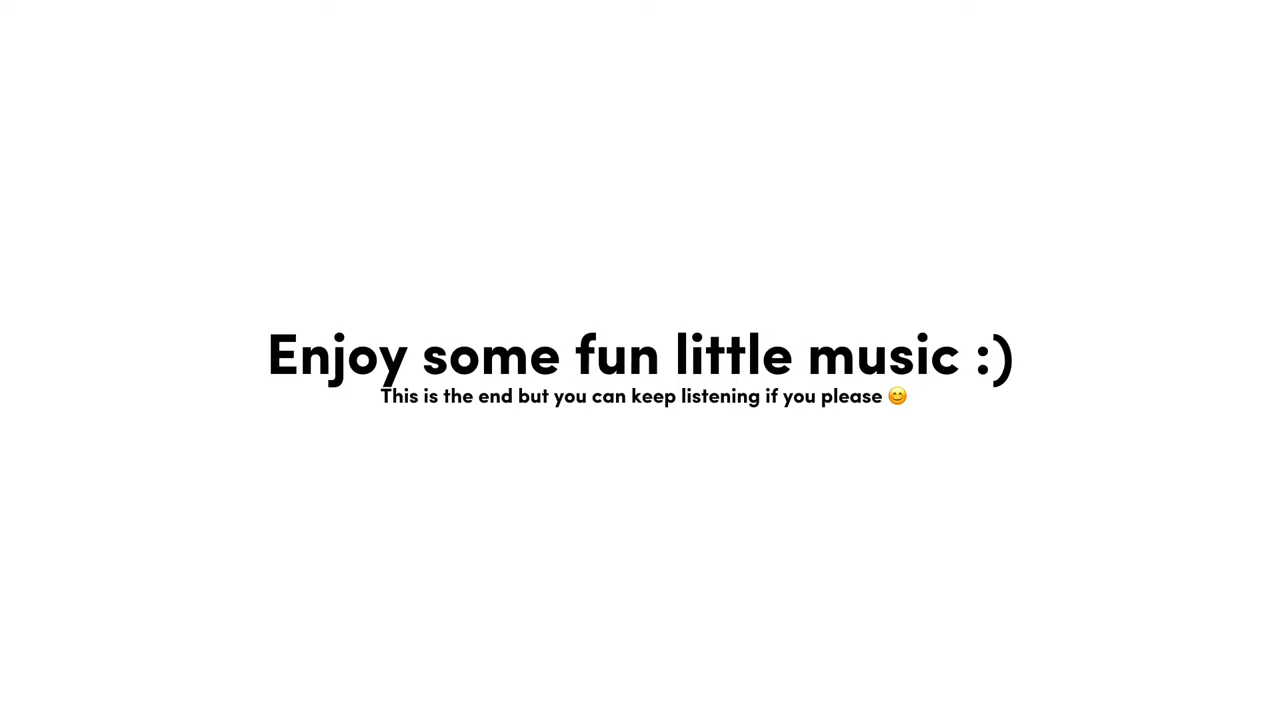 Enjoy some fun little music :)
This is the end but you can keep listening if you please 😊